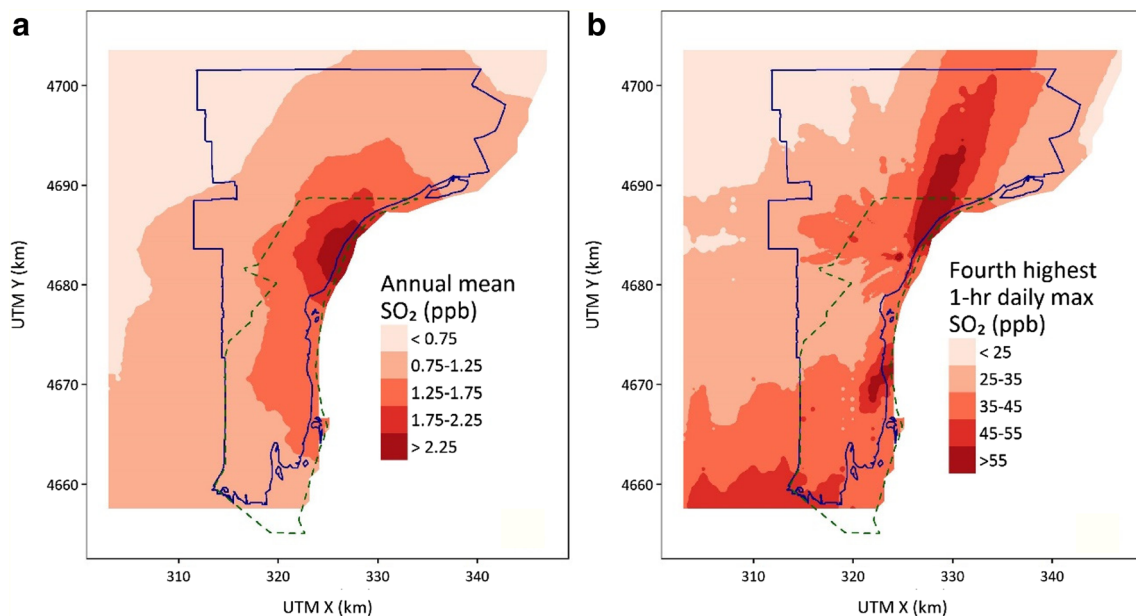 a
4700
4690
4680
4670
4660
UTM Y (km)
310
320
330
340
UTM X (km)
Annual mean
SO₂ (ppb)
< 0.75
0.75-1.25
1.25-1.75
1.75-2.25
> 2.25
b
4700
4690
4680
4670
4660
UTM Y (km)
310
320
330
340
UTM X (km)
Fourth highest
1-hr daily max
SO₂ (ppb)
< 25
25-35
35-45
45-55
>55